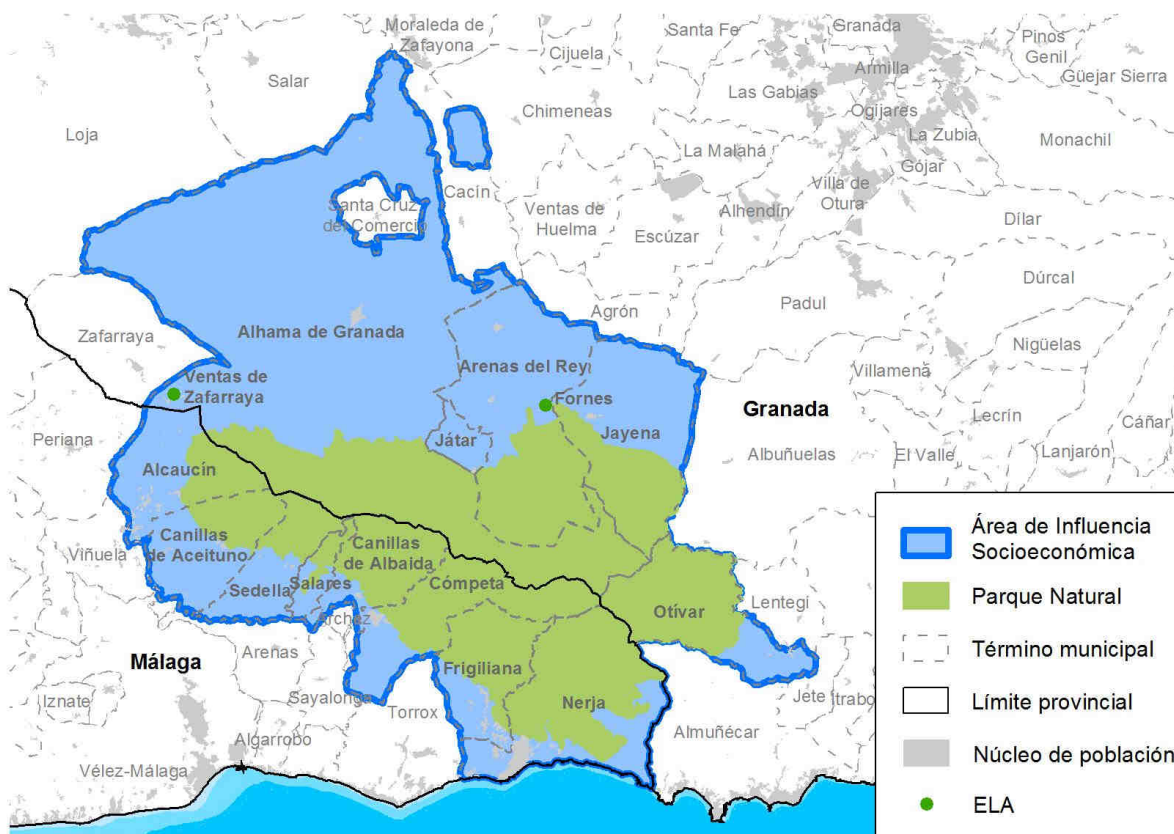 Moraleda de
Zafayona
Cijuela
Santa Fe
Granada
Pinos
Genil
Güejar Sierra
Armilla
Salar
Las Gabias
Ogijares
Chimeneas
Loja
La Zubia
Monachil
La Malahá
Gójar
Cacín
Villa de
Otura
Santa Cruz
del Comercio
Ventas de
Huelma
Alhendín
Dílar
Escúzar
Dúrcal
Padul
Agrón
Zafarraya
Alhama de Granada
Nigüelas
Arenas del Rey
Villamena
Ventas de
Zafarraya
Fornes
Granada
Lecrín
Cáñar
Periana
Játar
Jayena
Albuñuelas
El Valle
Lanjarón
Alcaucín
Canillas
de Aceituno
Viñuela
Canillas
de Albaida
Sedella
Salares
Cómpeta
Otívar
Lentegí
Archez
Málaga
Arenas
Frigiliana
Iznate
Sayalonga
Nerja
Jete
Itrabo
Torrox
Almuñécar
Algarrobo
Vélez-Málaga
Área de Influencia
Socioeconómica
Parque Natural
Término municipal
Límite provincial
Núcleo de población
ELA